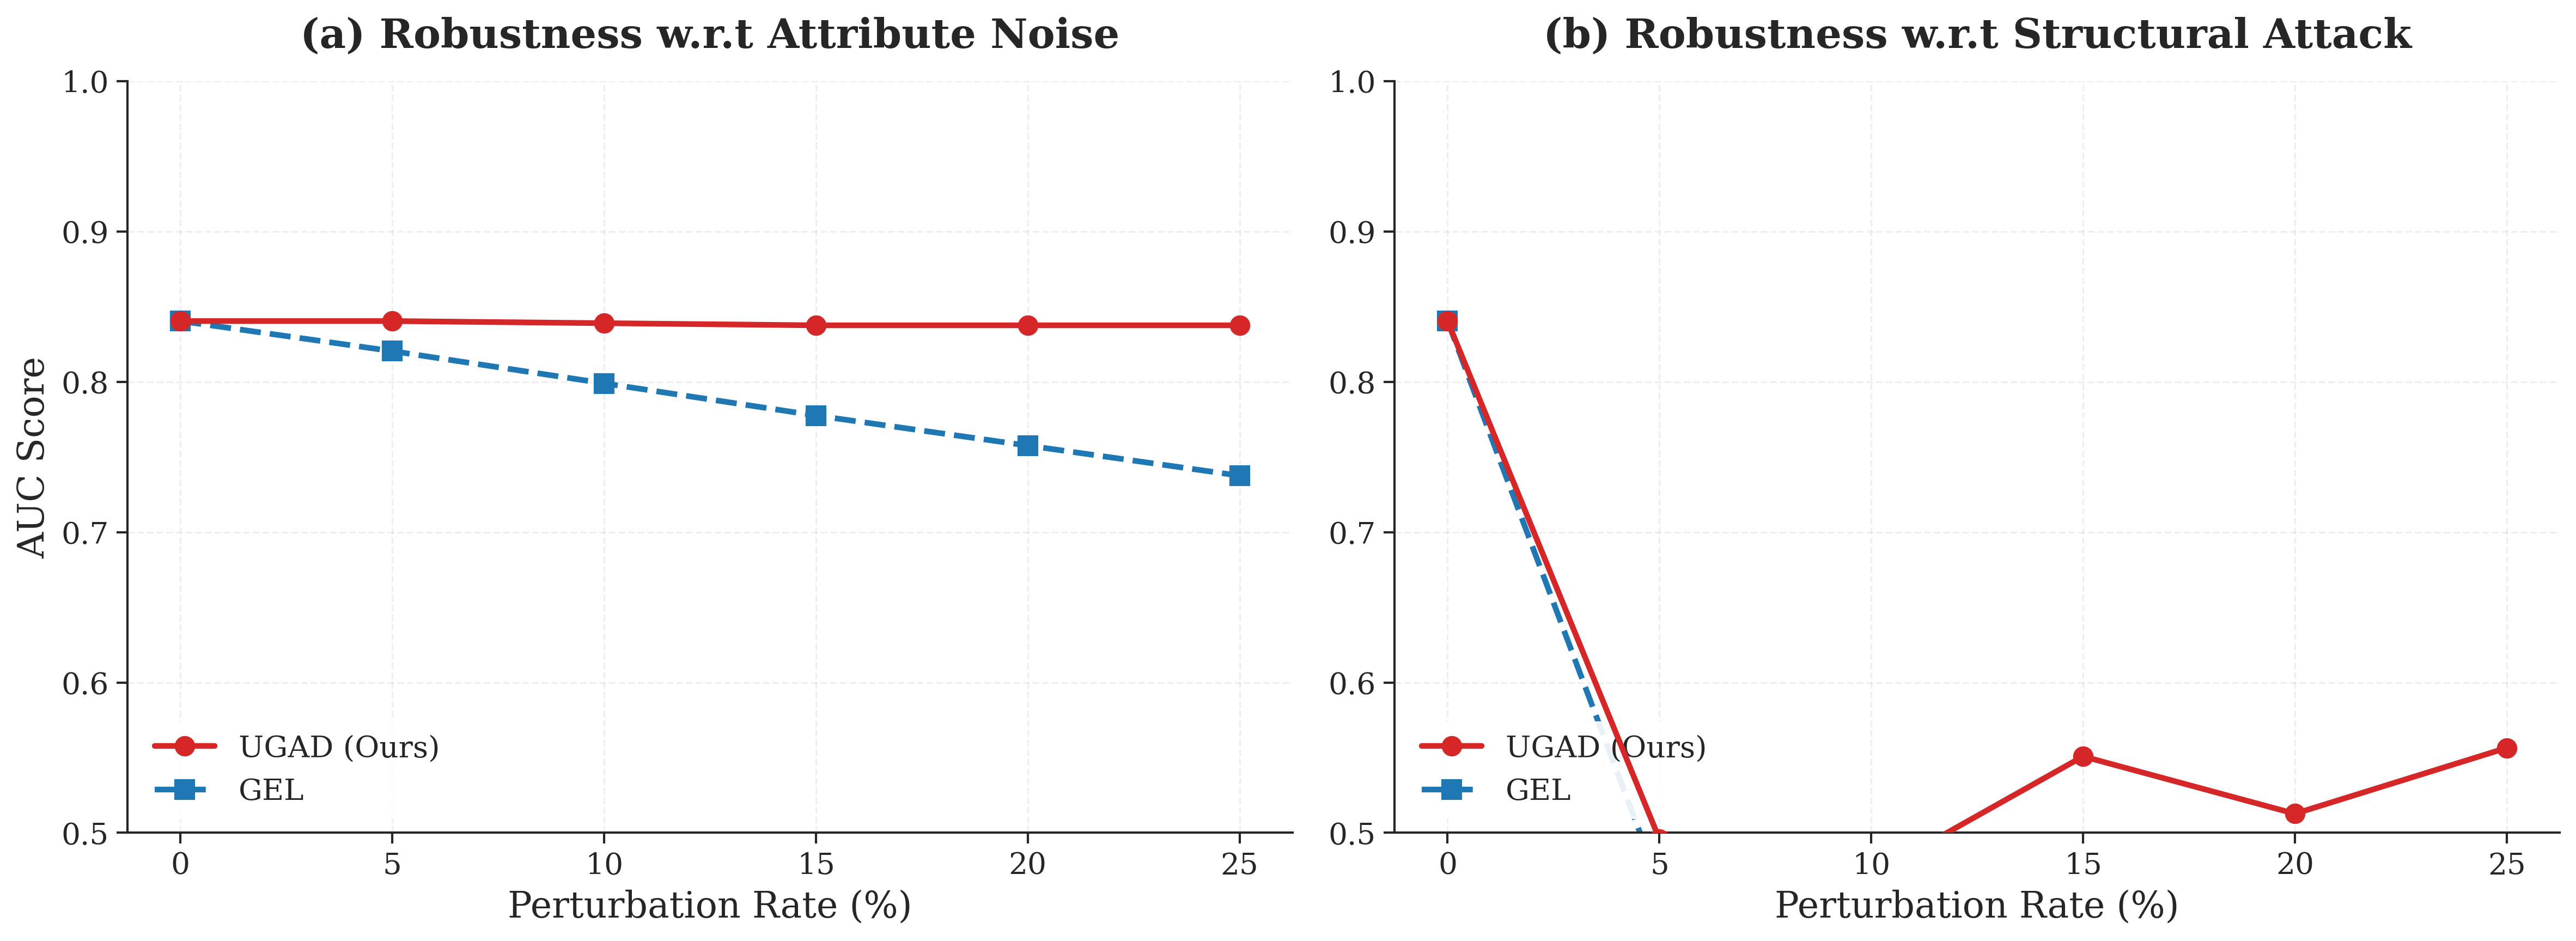 (a) Robustness w.r.t Attribute Noise
1.0
0.9
0.8
0.7
0.6
0.5
AUC Score
UGAD (Ours)
GEL
0 5 10 15 20 25
Perturbation Rate (%)
(b) Robustness w.r.t Structural Attack
1.0
0.9
0.8
0.7
0.6
0.5
UGAD (Ours)
GEL
0 5 10 15 20 25
Perturbation Rate (%)